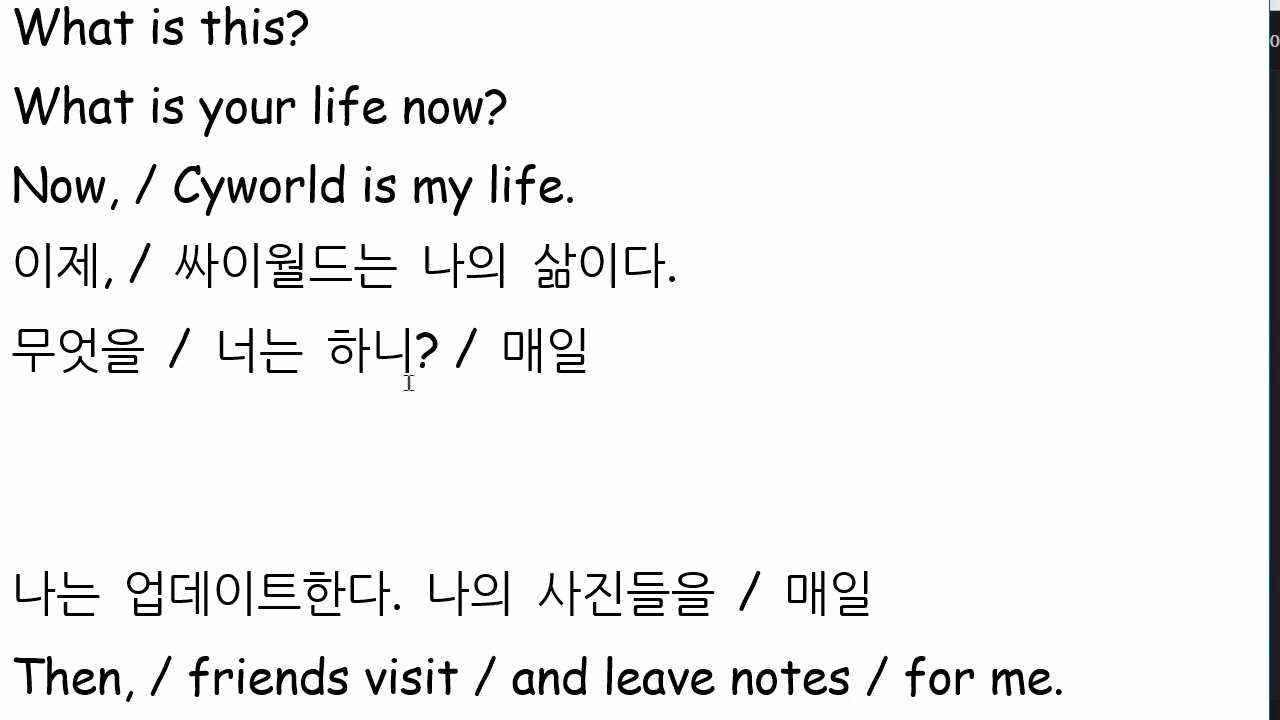 What is this?
What is your life now?
Now, / Cyworld is my life.
이제, / 싸이월드는 나의 삶이다.
무엇을 / 너는 하니? / 매일
나는 업데이트한다. 나의 사진들을 / 매일
Then, / friends visit / and leave notes / for me.